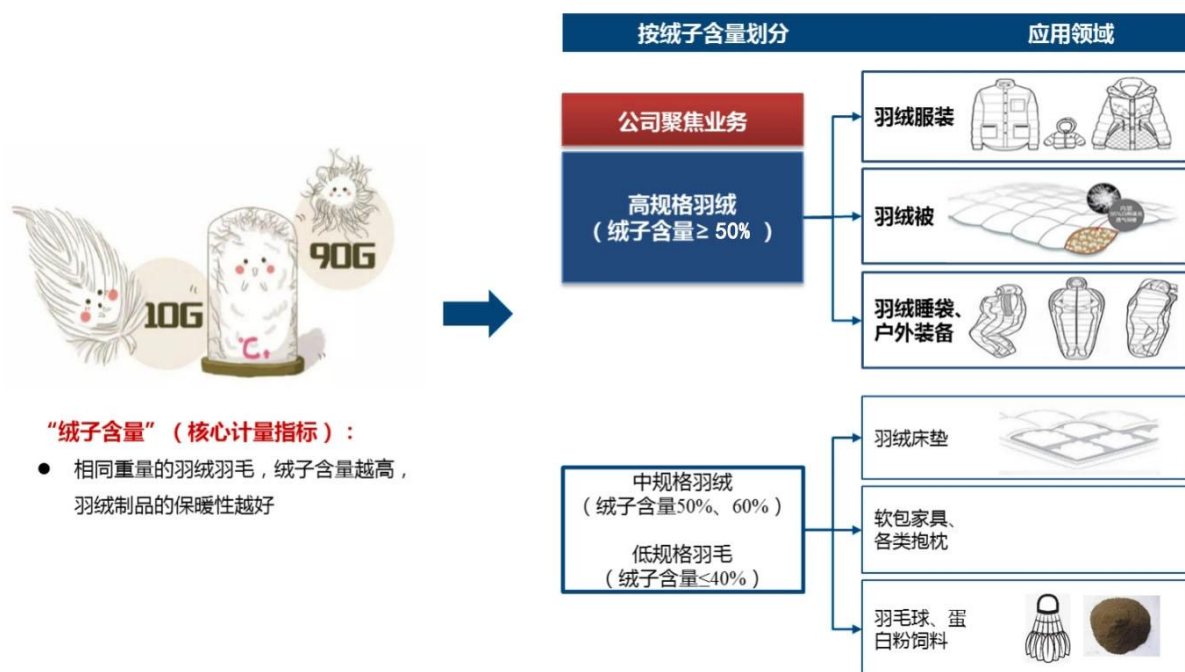 按绒子含量划分
应用领域
公司聚焦业务
高规格羽绒
（绒子含量≥ 50% ）
羽绒服装
羽绒被
羽绒睡袋、
户外装备
90G
10G
℃
“绒子含量”（核心计量指标）：
● 相同重量的羽绒羽毛，绒子含量越高，
羽绒制品的保暖性越好
中规格羽绒
（绒子含量50%、60%）
低规格羽毛
（绒子含量≤40%）
羽绒床垫
软包家具、
各类抱枕
羽毛球、蛋
白粉饲料